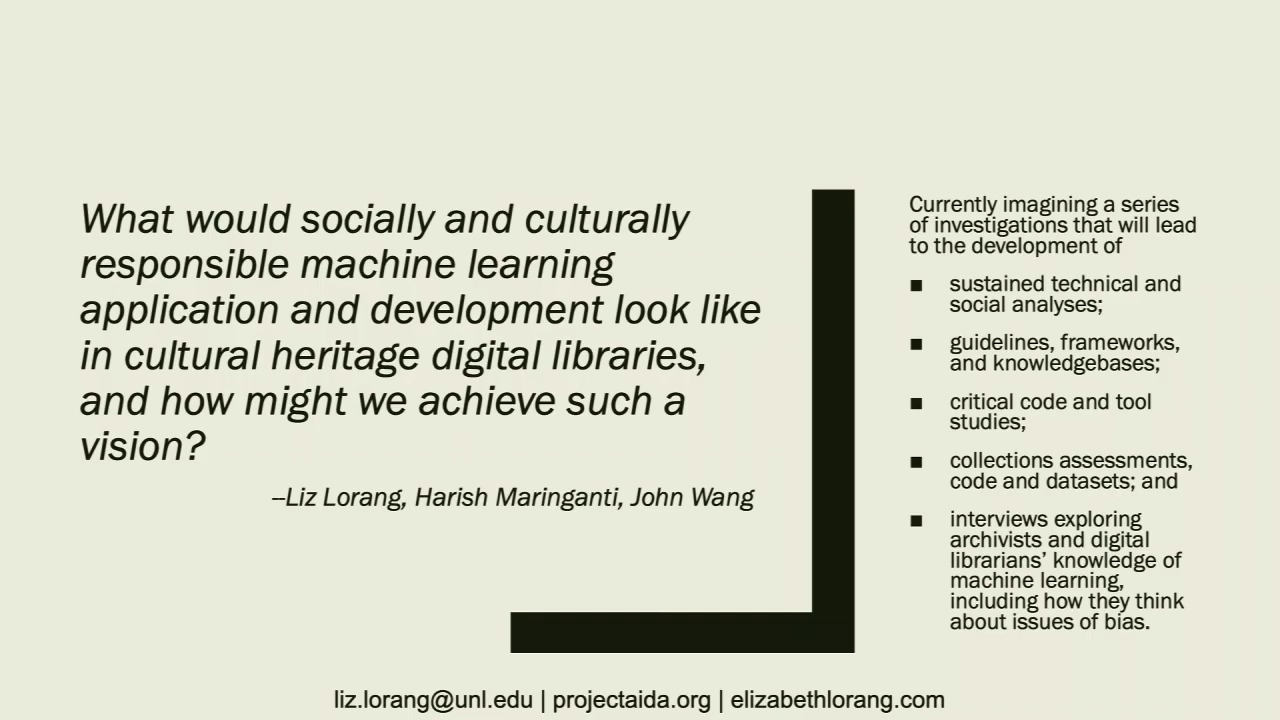 What would socially and culturally
responsible machine learning
application and development look like
in cultural heritage digital libraries,
and how might we achieve such a
vision?
–Liz Lorang, Harish Maringanti, John Wang
Currently imagining a series
of investigations that will lead
to the development of
▪ sustained technical and
social analyses;
▪ guidelines, frameworks,
and knowledgebases;
▪ critical code and tool
studies;
▪ collections assessments,
code and datasets; and
▪ interviews exploring
archivists and digital
librarians’ knowledge of
machine learning,
including how they think
about issues of bias.
liz.lorang@unl.edu | projectaida.org | elizabethlorang.com